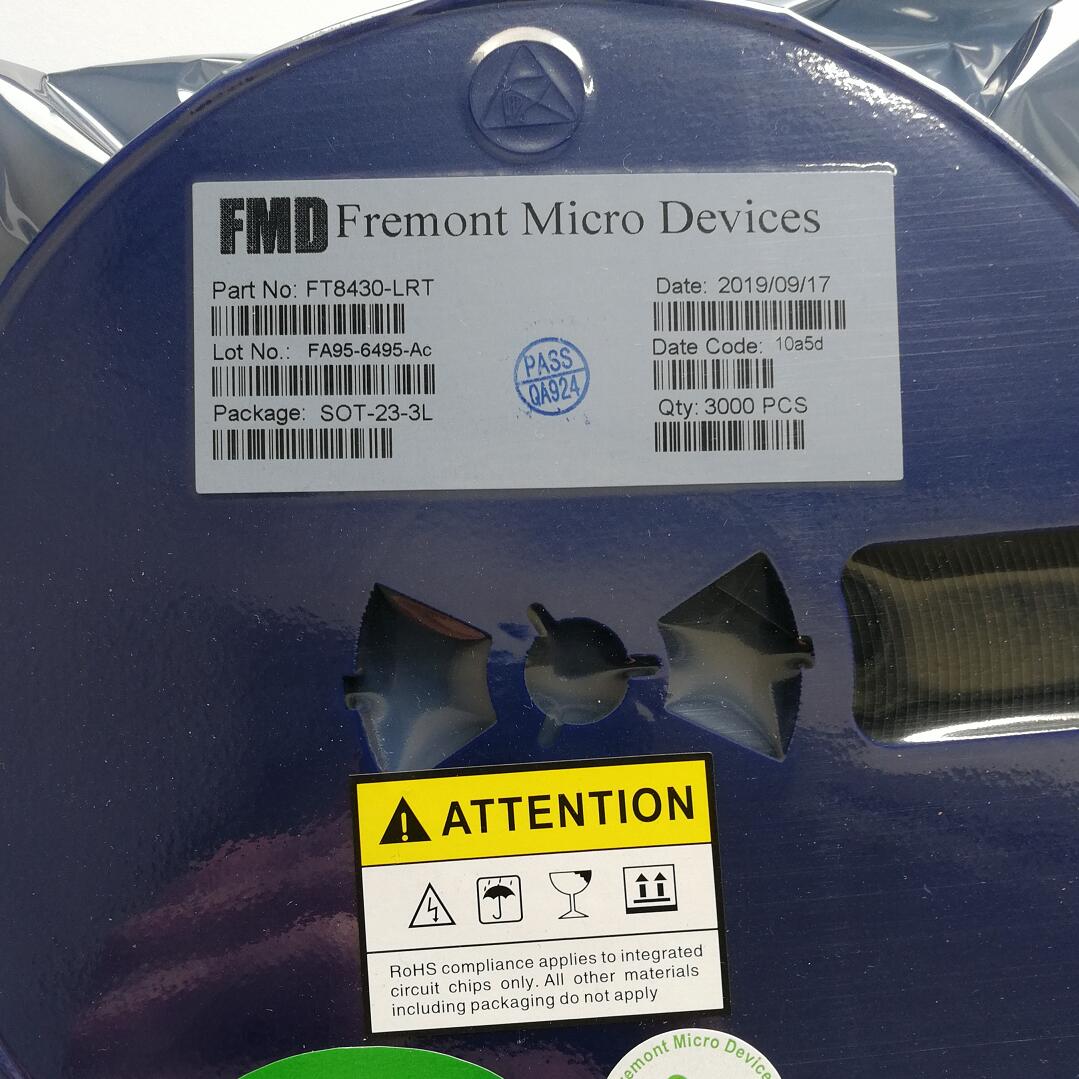 FMD Fremont Micro Devices
Part No: FT8430-LRT
Date: 2019/09/17
Lot No.: FA95-6495-Ac
Date Code: 10a5d
Package: SOT-23-3L
Qty: 3000 PCS
PASS
QA924
ATTENTION
RoHS compliance applies to integrated
circuit chips only. All other materials
including packaging do not apply
emont Micro Device